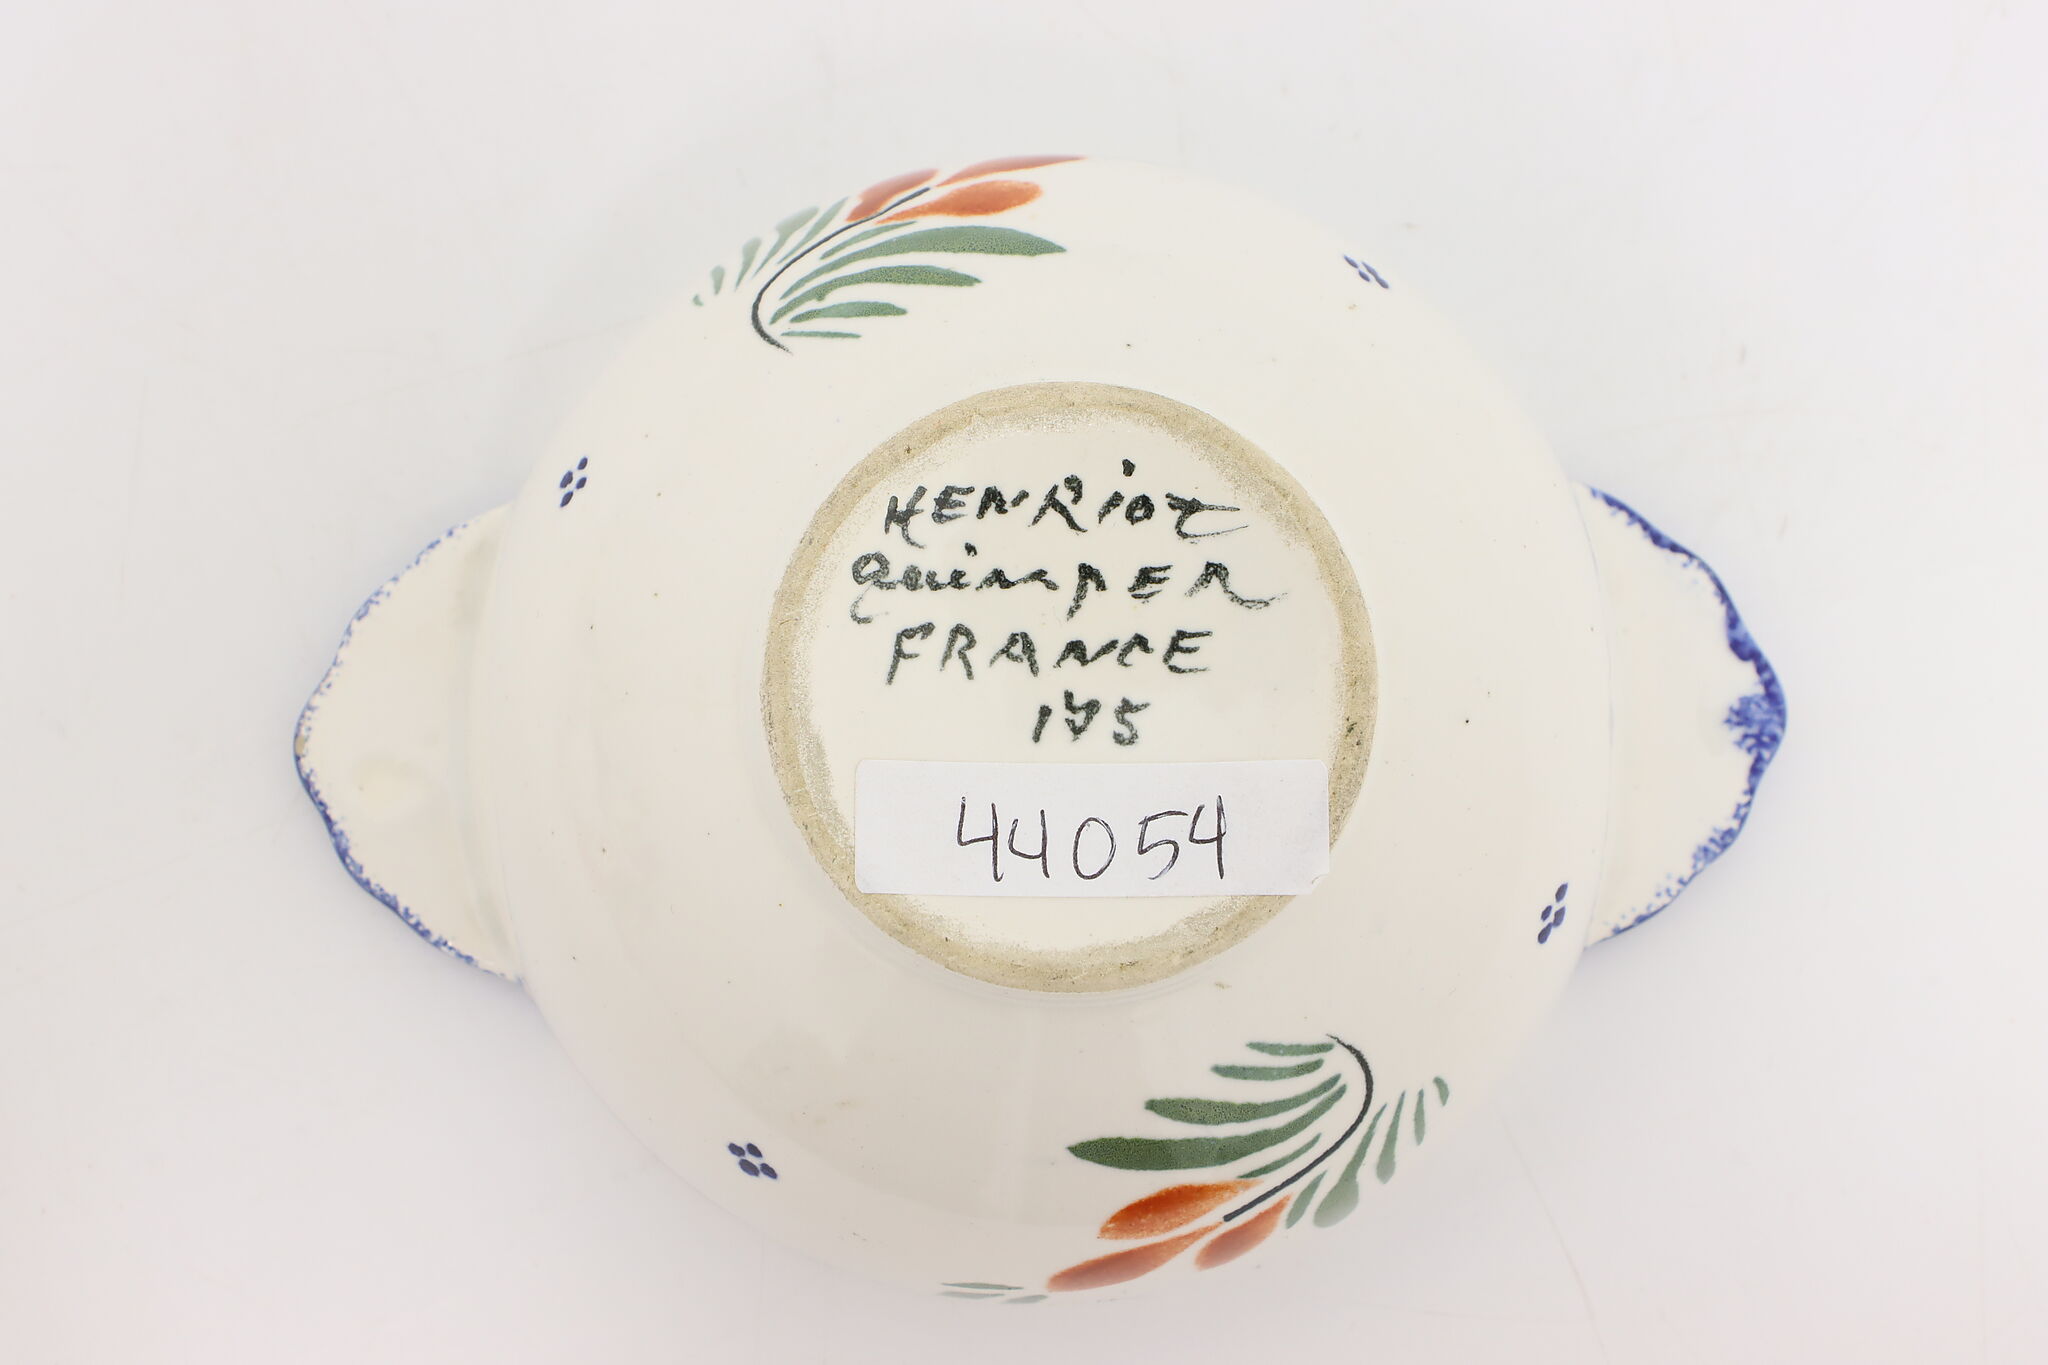 HENRiot
QuimpER
FRANCE
175
44054